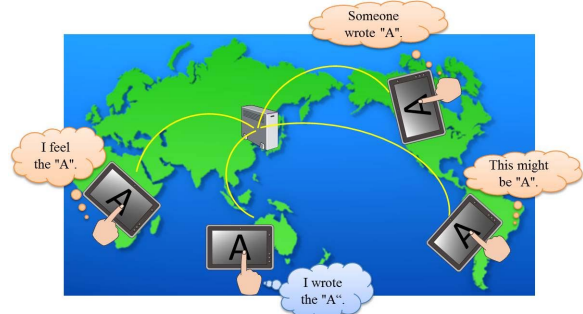 Someone
wrote "A".
A
I feel
the "A".
This might
be "A".
A
A
A
I wrote
the "A“.